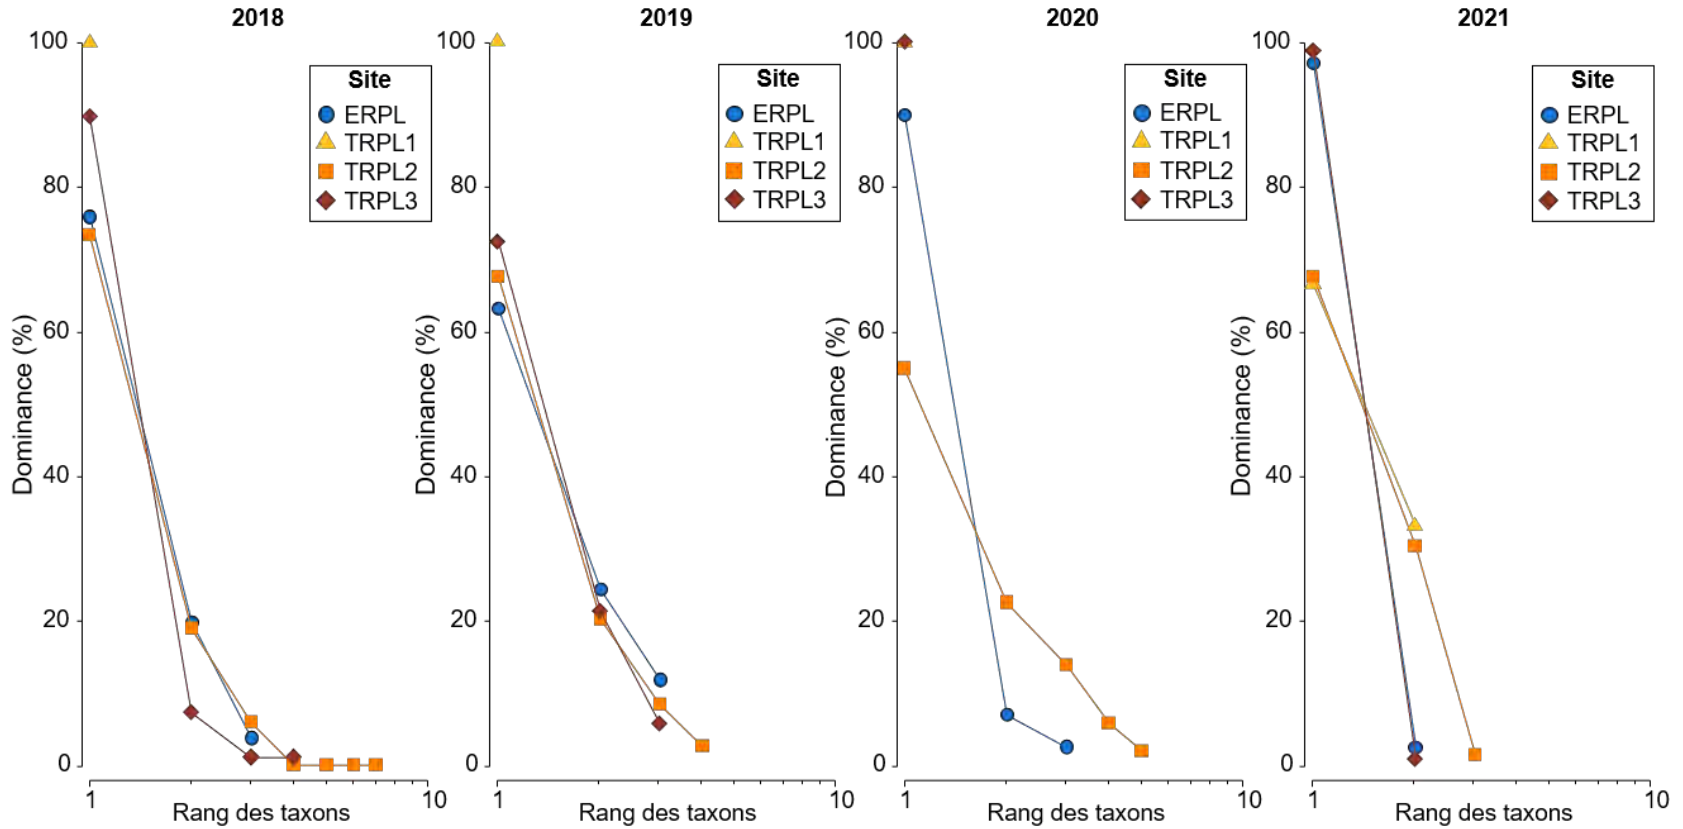 2018
100
80
60
40
20
0
Dominance (%)
Site
ERPL
TRPL1
TRPL2
TRPL3
1
10
Rang des taxons
2019
100
80
60
40
20
0
Dominance (%)
Site
ERPL
TRPL1
TRPL2
TRPL3
1
10
Rang des taxons
2020
100
80
60
40
20
0
Dominance (%)
Site
ERPL
TRPL1
TRPL2
TRPL3
1
10
Rang des taxons
2021
100
80
60
40
20
0
Dominance (%)
Site
ERPL
TRPL1
TRPL2
TRPL3
1
10
Rang des taxons